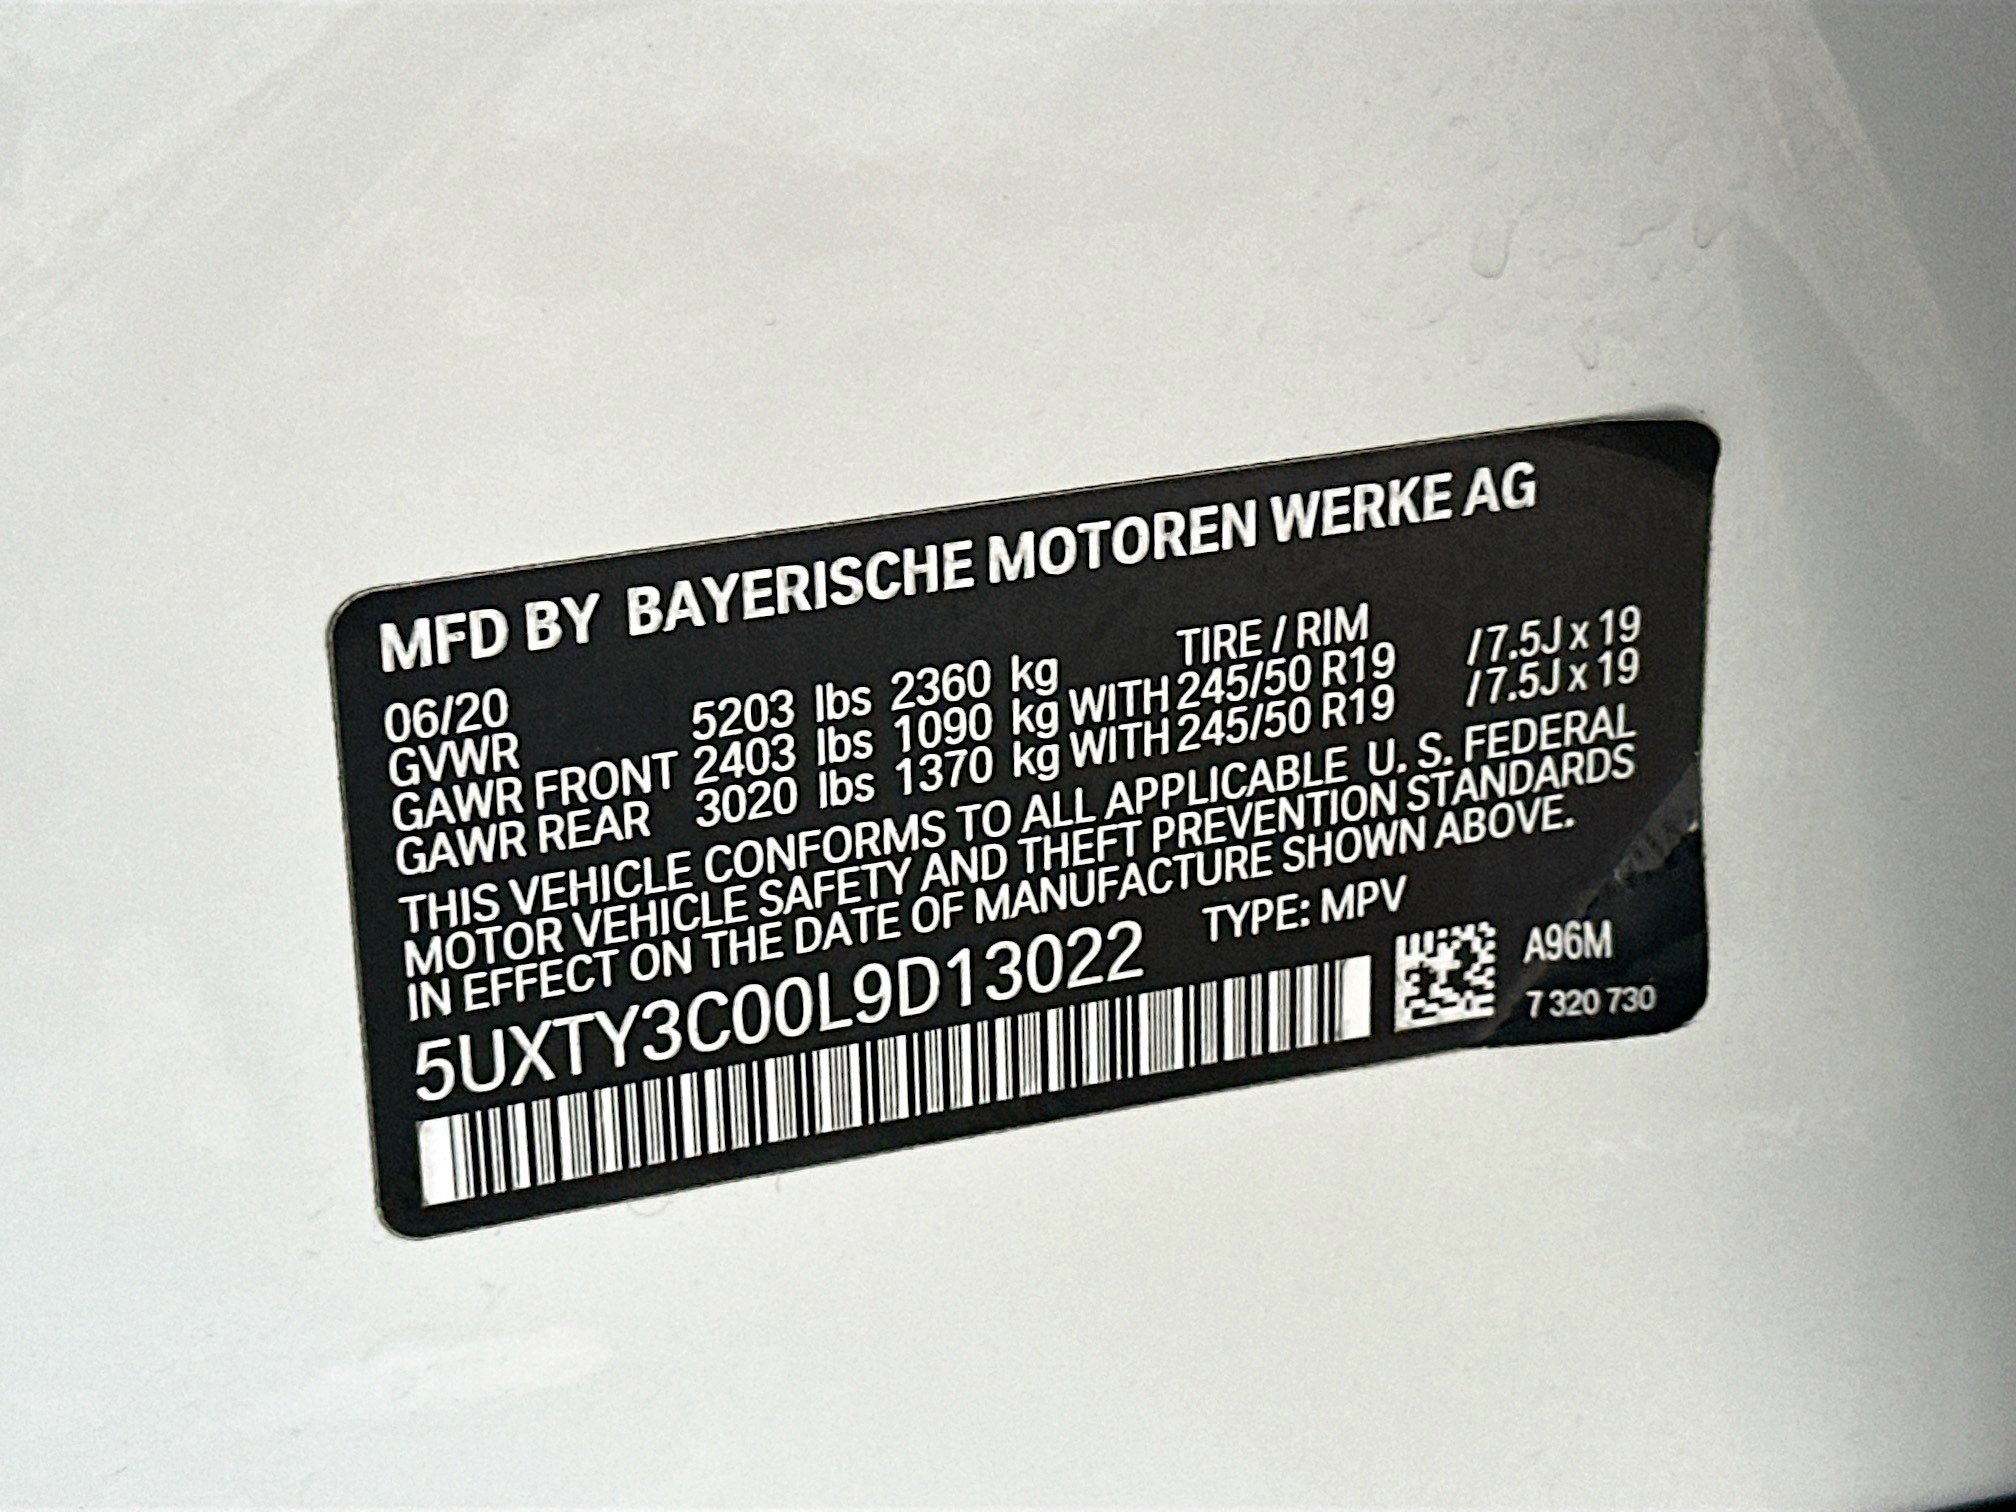 MFD BY BAYERISCHE MOTOREN WERKE AG
06/20 TIRE / RIM
GVWR 5203 lbs 2360 kg
GAWR FRONT 2403 lbs 1090 kg WITH 245/50 R19 / 7.5J x 19
GAWR REAR 3020 lbs 1370 kg WITH 245/50 R19 / 7.5J x 19
THIS VEHICLE CONFORMS TO ALL APPLICABLE U. S. FEDERAL
MOTOR VEHICLE SAFETY AND THEFT PREVENTION STANDARDS
IN EFFECT ON THE DATE OF MANUFACTURE SHOWN ABOVE.
5UXTY3C00L9D13022 TYPE: MPV
A96M
7 320 730